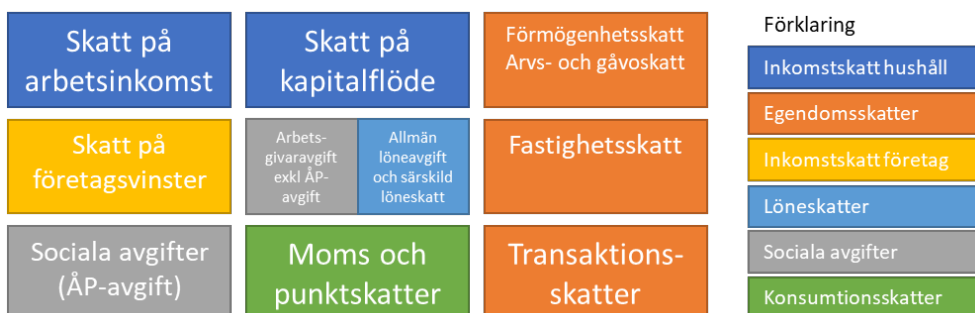 Skatt på
arbetsinkomst
Skatt på
kapitalflöde
Förmögenhetsskatt
Arvs- och gåvoskatt
Skatt på
företagsvinster
Arbets-
givaravgift
exkl ÅP-
avgift
Allmän
löneavgift
och särskild
löneskatt
Fastighetsskatt
Sociala avgifter
(ÅP-avgift)
Moms och
punktskatter
Transaktions-
skatter
Förklaring
Inkomstskatt hushåll
Egendomsskatter
Inkomstskatt företag
Löneskatter
Sociala avgifter
Konsumtionsskatter